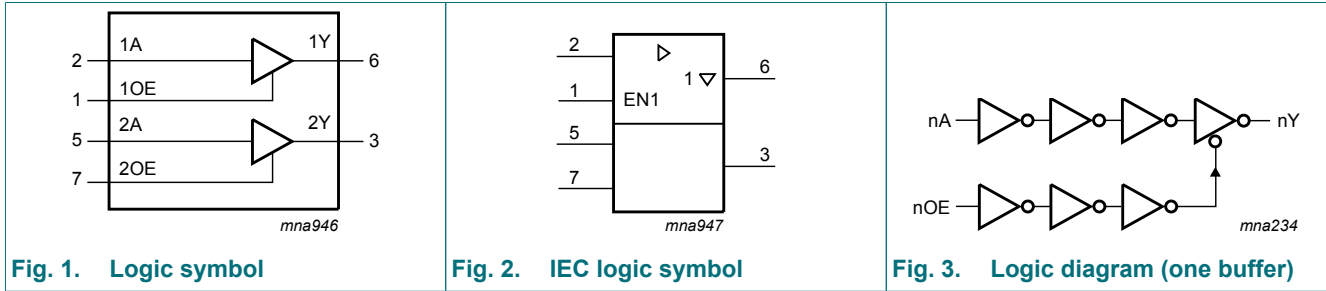 1A
1Y
2
6
1OE
1
2A
2Y
5
3
2OE
7
mna946
Fig. 1. Logic symbol
2
1
6
1
EN1
5
3
7
mna947
Fig. 2. IEC logic symbol
nA
nY
nOE
mna234
Fig. 3. Logic diagram (one buffer)